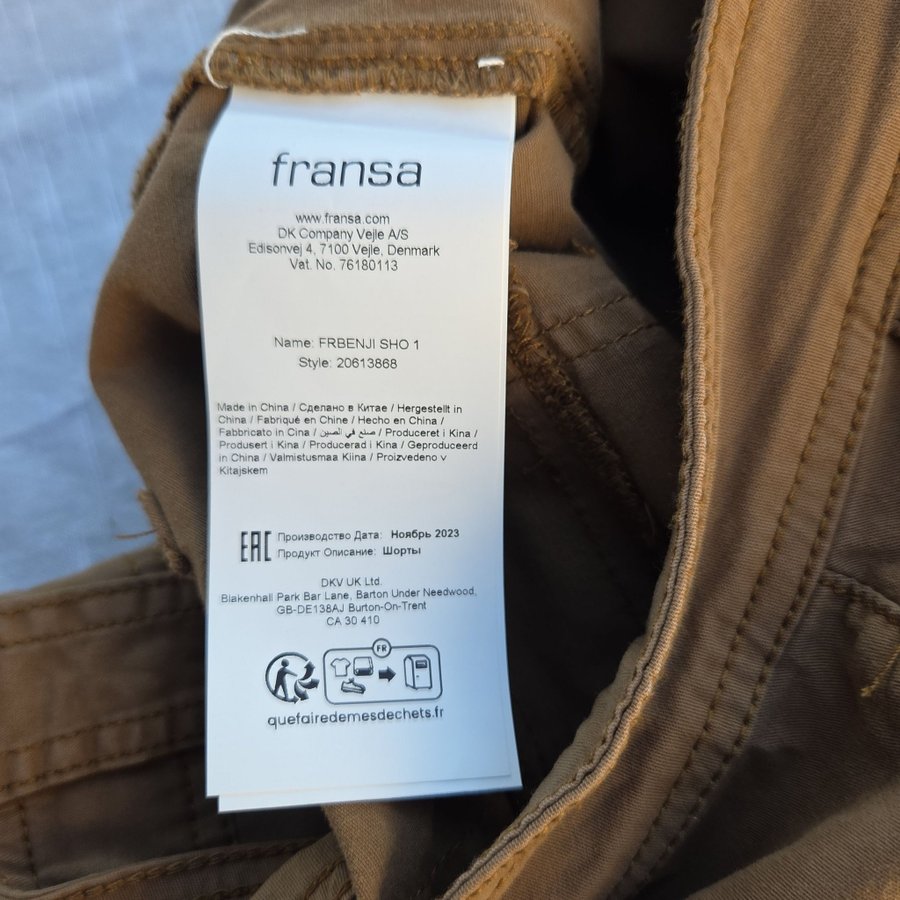 fransa
www.fransa.com
DK Company Vejle A/S
Edisonvej 4, 7100 Vejle, Denmark
Vat. No. 76180113
Name: FRBENJI SHO 1
Style: 20613868
Made in China / Сделано в Китае / Hergestellt in
China / Fabriqué en Chine / Hecho en China /
Fabbricato in Cina / صنع في الصين / Produceret i Kina /
Produsert i Kina / Producerad i Kina / Geproduceerd
in China / Valmistusmaa Kiina / Proizvedeno v
Kitajskem
EAC Производство Дата: Ноябрь 2023
Продукт Описание: Шорты
DKV UK Ltd.
Blakenhall Park Bar Lane, Barton Under Needwood,
GB-DE138AJ Burton-On-Trent
CA 30 410
FR
quefairedemesdechets.fr